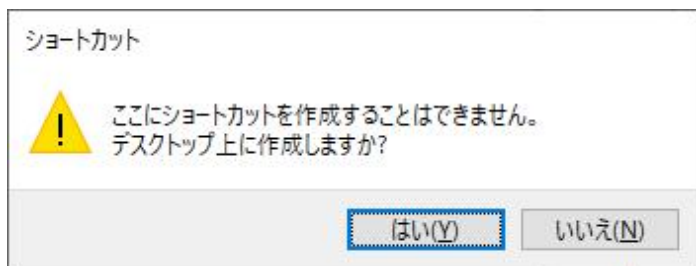 ショートカット
ここにショートカットを作成することはできません。
デスクトップ上に作成しますか?
はい(Y) いいえ(N)